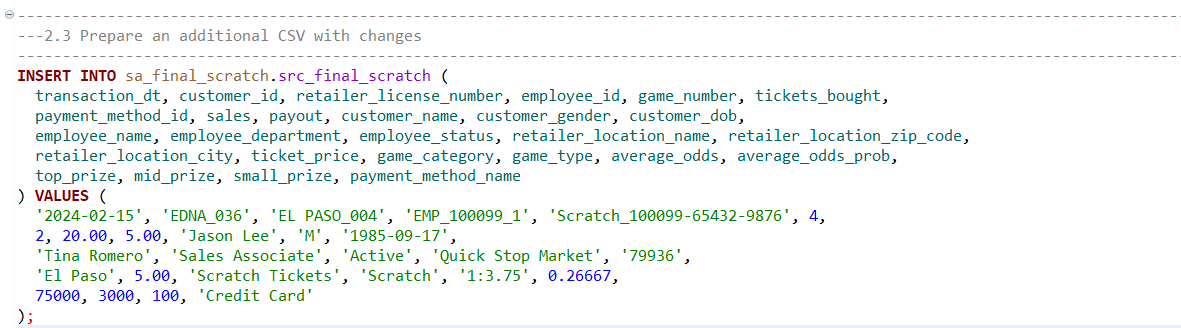 --------------------------------------------------------------------------------
---2.3 Prepare an additional CSV with changes
--------------------------------------------------------------------------------
INSERT INTO sa_final_scratch.src_final_scratch (
transaction_dt, customer_id, retailer_license_number, employee_id, game_number, tickets_bought,
payment_method_id, sales, payout, customer_name, customer_gender, customer_dob,
employee_name, employee_department, employee_status, retailer_location_name, retailer_location_zip_code,
retailer_location_city, ticket_price, game_category, game_type, average_odds, average_odds_prob,
top_prize, mid_prize, small_prize, payment_method_name
) VALUES (
'2024-02-15', 'EDNA_036', 'EL PASO_004', 'EMP_100099_1', 'Scratch_100099-65432-9876', 4,
2, 20.00, 5.00, 'Jason Lee', 'M', '1985-09-17',
'Tina Romero', 'Sales Associate', 'Active', 'Quick Stop Market', '79936',
'El Paso', 5.00, 'Scratch Tickets', 'Scratch', '1:3.75', 0.26667,
75000, 3000, 100, 'Credit Card'
);